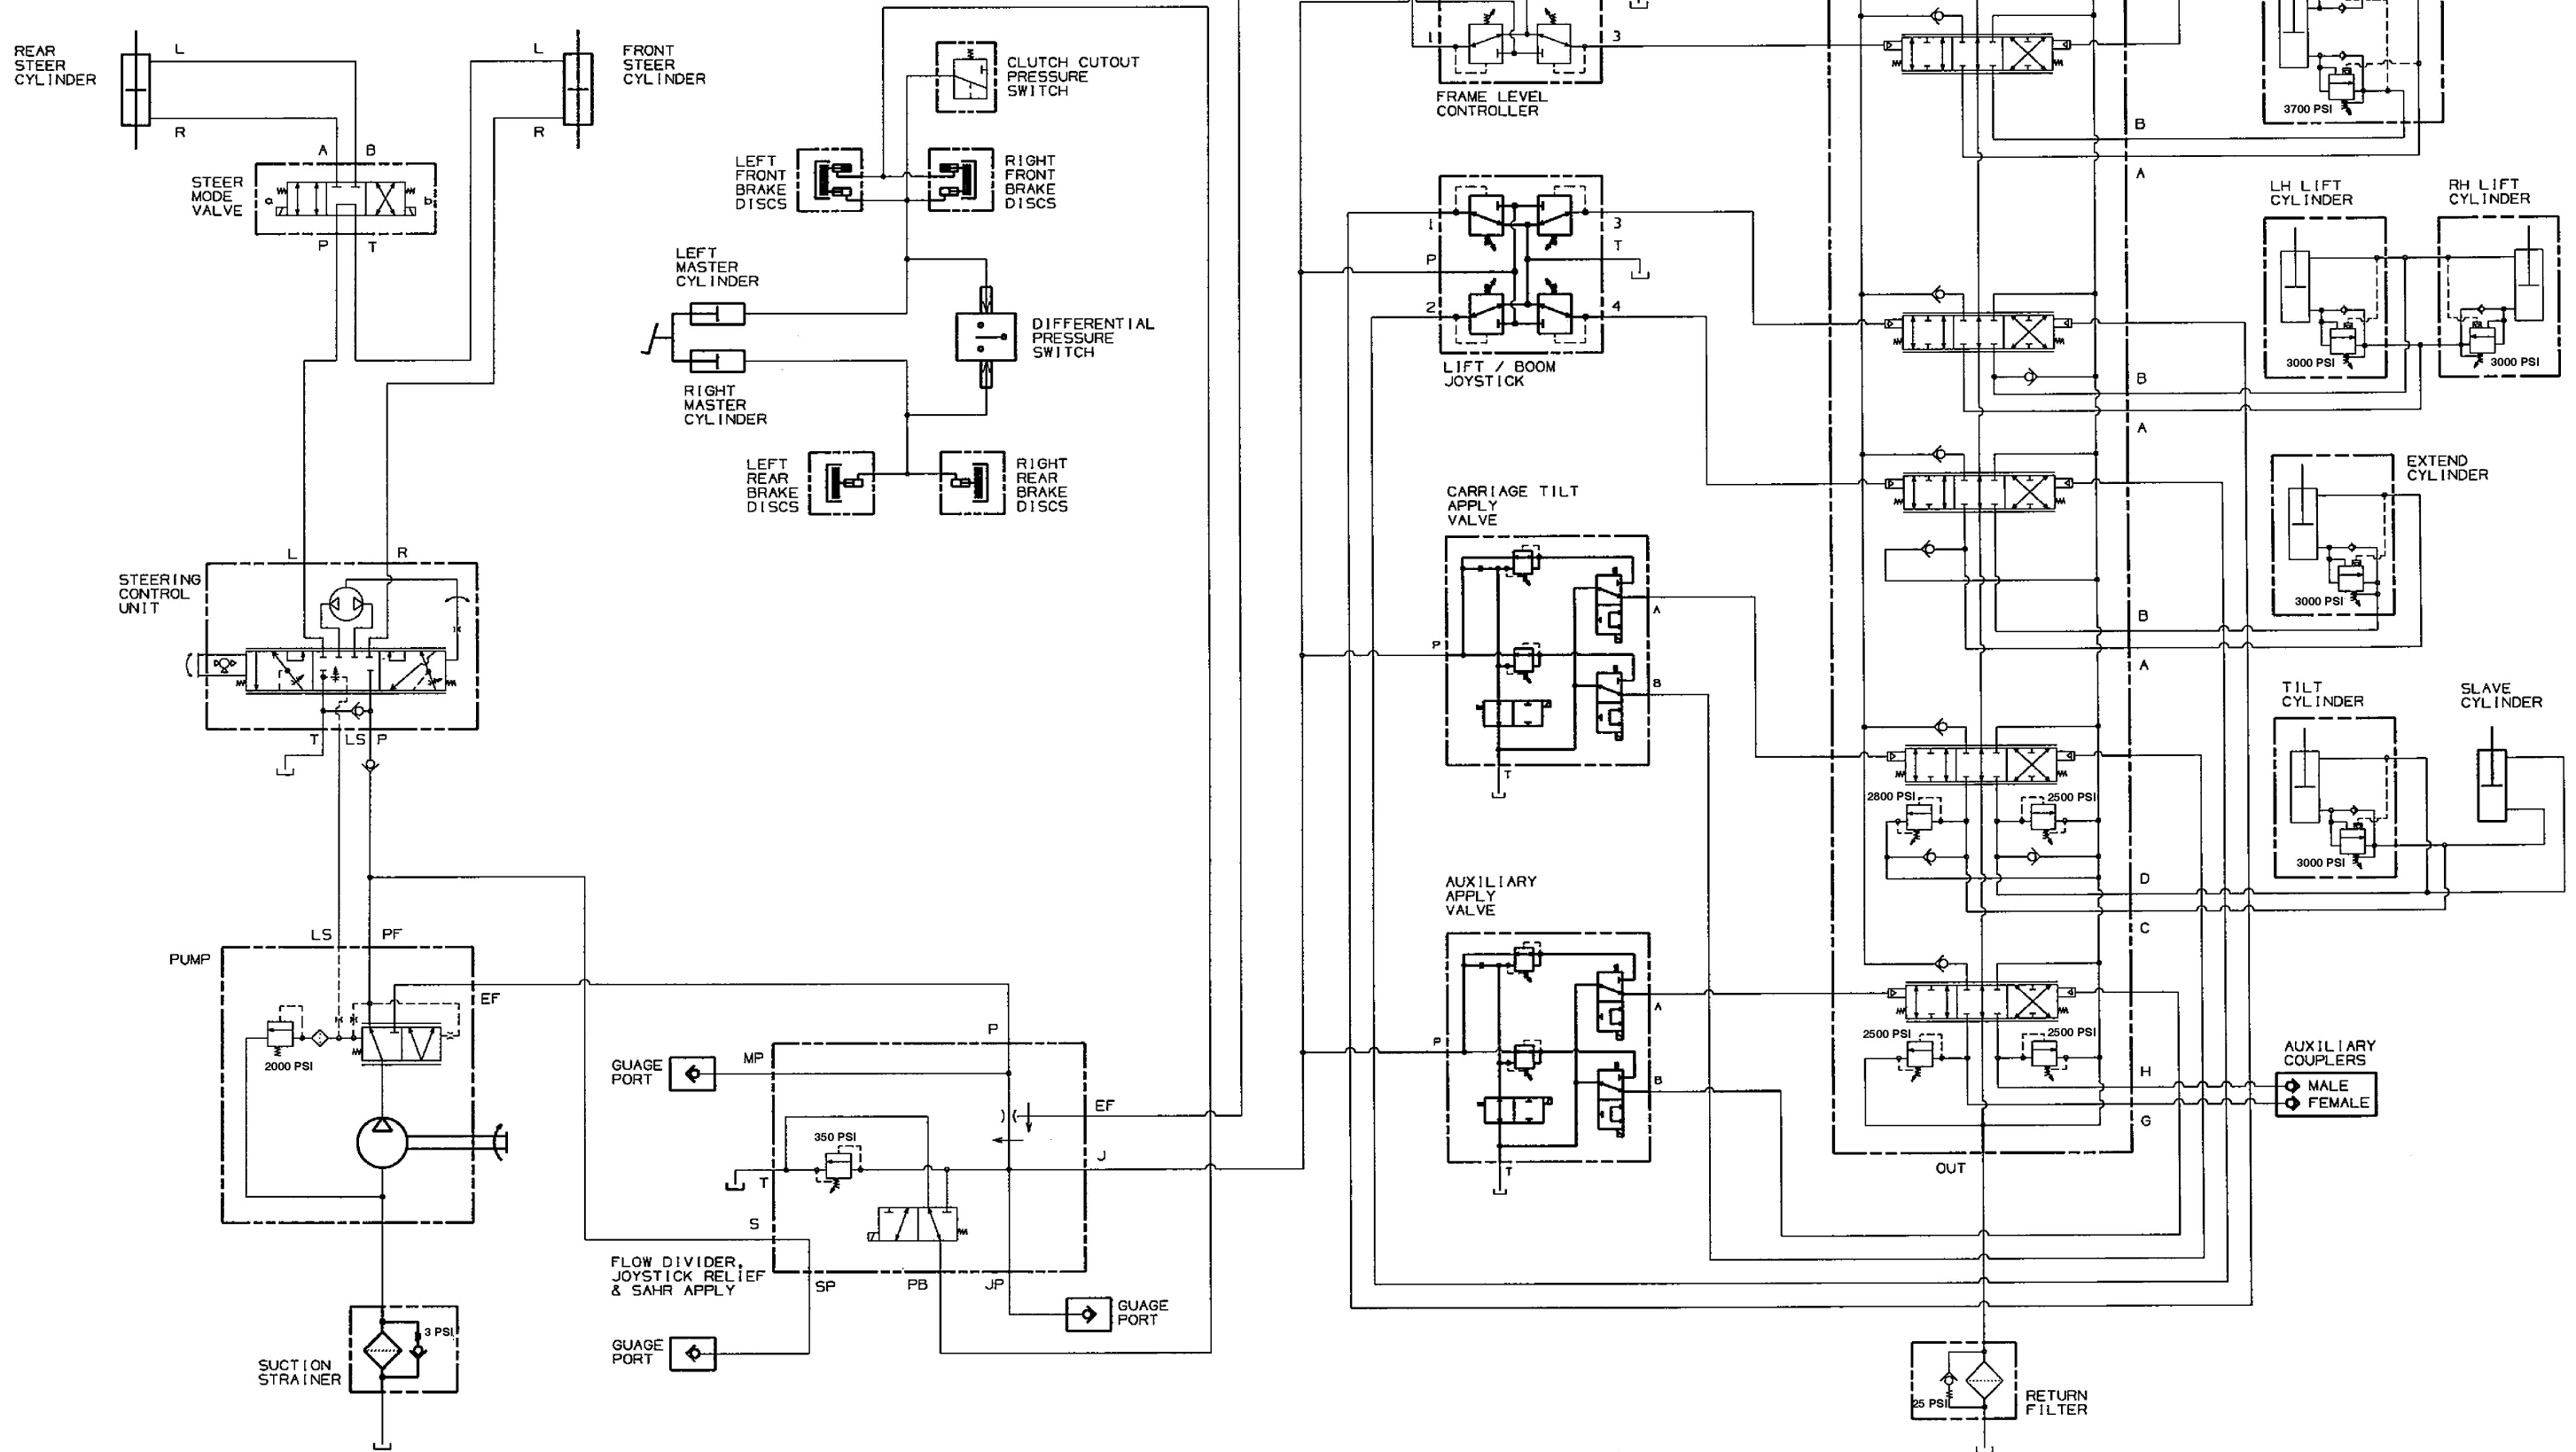 REAR
STEER
CYLINDER
L
R
L
R
FRONT
STEER
CYLINDER
A
B
STEER
MODE
VALVE
a
b
P
T
CLUTCH CUTOUT
PRESSURE
SWITCH
LEFT
FRONT
BRAKE
DISCS
RIGHT
FRONT
BRAKE
DISCS
LEFT
MASTER
CYLINDER
RIGHT
MASTER
CYLINDER
DIFFERENTIAL
PRESSURE
SWITCH
LEFT
REAR
BRAKE
DISCS
RIGHT
REAR
BRAKE
DISCS
L
R
STEERING
CONTROL
UNIT
T
LS
P
LS
PF
PUMP
EF
2000 PSI
3 PSI
SUCTION
STRAINER
GUAGE
PORT
MP
P
EF
350 PSI
J
T
S
FLOW DIVIDER,
JOYSTICK RELIEF
& SAHR APPLY
SP
PB
JP
GUAGE
PORT
GUAGE
PORT
1
3
FRAME LEVEL
CONTROLLER
1
3
T
P
2
4
LIFT / BOOM
JOYSTICK
CARRIAGE TILT
APPLY
VALVE
A
P
B
T
AUXILIARY
APPLY
VALVE
A
P
B
T
B
A
B
A
B
A
2800 PSI
2500 PSI
D
C
2500 PSI
2500 PSI
H
G
OUT
3700 PSI
LH LIFT
CYLINDER
RH LIFT
CYLINDER
3000 PSI
3000 PSI
EXTEND
CYLINDER
3000 PSI
TILT
CYLINDER
SLAVE
CYLINDER
3000 PSI
AUXILIARY
COUPLERS
MALE
FEMALE
25 PSI
RETURN
FILTER